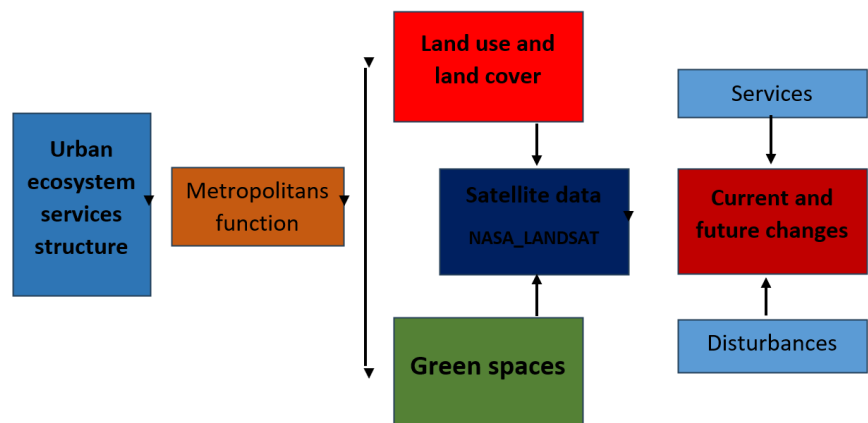 Urban
ecosystem
services
structure
Metropolitans
function
Land use and
land cover
Satellite data
NASA_LANDSAT
Green spaces
Services
Current and
future changes
Disturbances